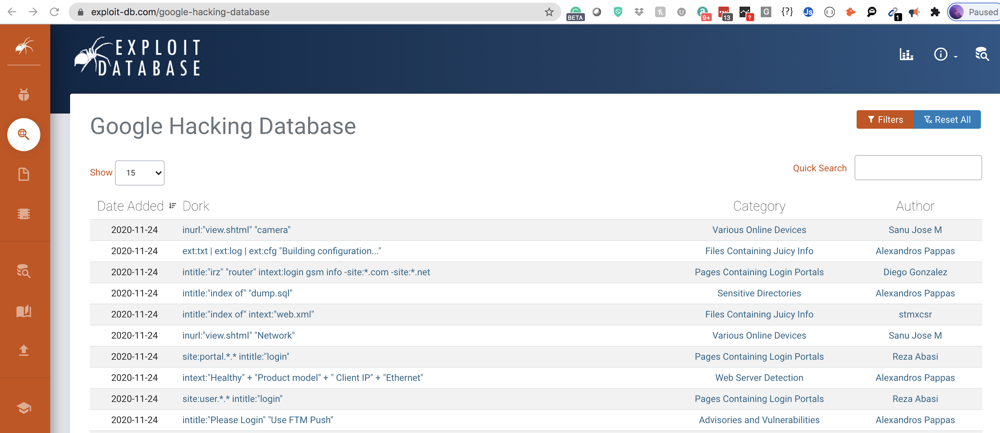 exploit-db.com/google-hacking-database
BETA
9+
13
?
G
{?}
JS
{···}
1
Paused
EXPLOIT
DATABASE
Google Hacking Database
Filters
Reset All
Show 15
Quick Search
Date Added Dork Category Author
2020-11-24 inurl:"view.shtml" "camera" Various Online Devices Sanu Jose M
2020-11-24 ext:txt | ext:log | ext:cfg "Building configuration..." Files Containing Juicy Info Alexandros Pappas
2020-11-24 intitle:"irz" "router" intext:login gsm info -site:*.com -site:*.net Pages Containing Login Portals Diego Gonzalez
2020-11-24 intitle:"index of" "dump.sql" Sensitive Directories Alexandros Pappas
2020-11-24 intitle:"index of" intext:"web.xml" Files Containing Juicy Info stmxcsr
2020-11-24 inurl:"view.shtml" "Network" Various Online Devices Sanu Jose M
2020-11-24 site:portal.*.* intitle:"login" Pages Containing Login Portals Reza Abasi
2020-11-24 intext:"Healthy" + "Product model" + " Client IP" + "Ethernet" Web Server Detection Alexandros Pappas
2020-11-24 site:user.*.* intitle:"login" Pages Containing Login Portals Reza Abasi
2020-11-24 intitle:"Please Login" "Use FTM Push" Advisories and Vulnerabilities Alexandros Pappas